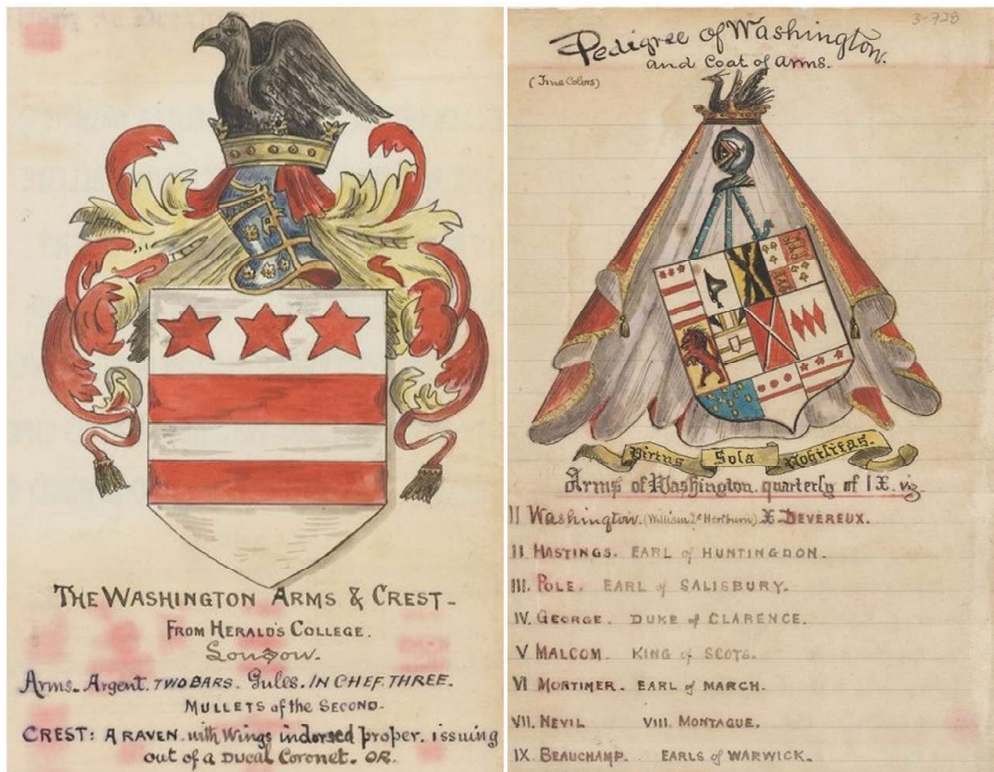 THE WASHINGTON ARMS & CREST -
FROM HERALD'S COLLEGE.
London.
Arms. Argent. TWO BARS. Gules. IN CHEF. THREE.
MULLETS of the SECOND.
CREST: A RAVEN. with Wings indorsed proper. issuing
out of a Ducal Coronet. OR.
3-728
Pedigree of Washington.
and Coat of Arms.
(True Colors)
Virtus Sola Nobilitas.
Arms of Washington. quarterly of IX. viz
Washington. (William de Hertburn) X. DEVEREUX.
II. HASTINGS. EARL of HUNTINGDON.
III. POLE. EARL of SALISBURY.
IV. GEORGE. DUKE of CLARENCE.
V MALCOM. KING of SCOTS.
VI MORTIMER. EARL of MARCH.
VII. NEVIL VIII. MONTAGUE.
IX. BEAUCHAMP. EARLS of WARWICK.